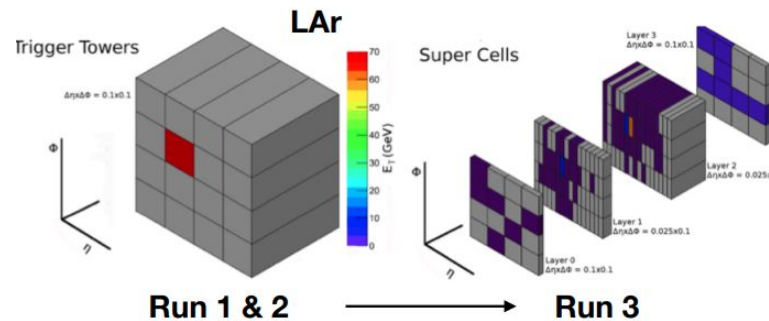 LAr
Trigger Towers
ΔηxΔΦ = 0.1x0.1
Φ
η
70
60
50
40
30
20
10
0
E_T (GeV)
Super Cells
Φ
η
Layer 3
ΔηxΔΦ = 0.1x0.1
Layer 2
ΔηxΔΦ = 0.025x
Layer 1
ΔηxΔΦ = 0.025x0.1
Layer 0
ΔηxΔΦ = 0.1x0.1
Run 1 & 2
Run 3